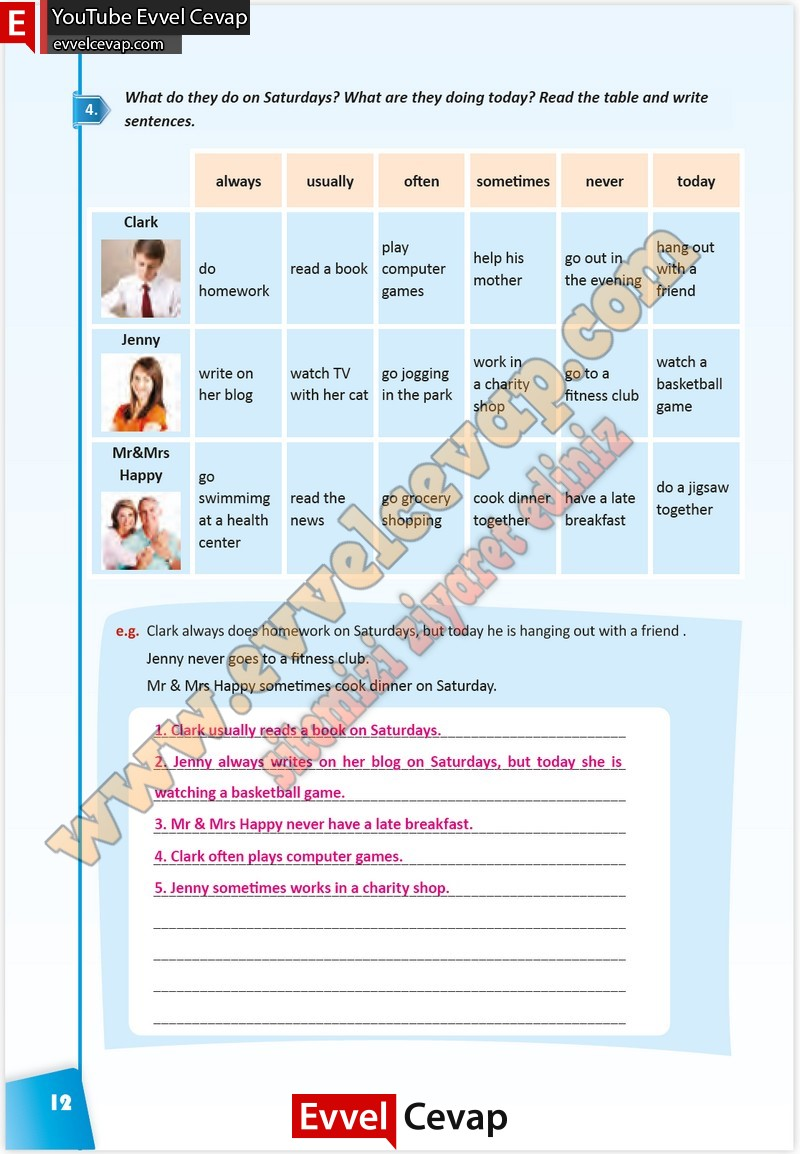 E YouTube Evvel Cevap
evvelcevap.com
4. What do they do on Saturdays? What are they doing today? Read the table and write
sentences.
always usually often sometimes never today
Clark
do
homework
read a book
play
computer
games
help his
mother
go out in
the evening
hang out
with a
friend
Jenny
write on
her blog
watch TV
with her cat
go jogging
in the park
work in
a charity
shop
go to a
fitness club
watch a
basketball
game
Mr&Mrs
Happy
go
swimmimg
at a health
center
read the
news
go grocery
shopping
cook dinner
together
have a late
breakfast
do a jigsaw
together
www.evvelcevap.com
sitemizi ziyaret ediniz
e.g. Clark always does homework on Saturdays, but today he is hanging out with a friend .
Jenny never goes to a fitness club.
Mr & Mrs Happy sometimes cook dinner on Saturday.
1. Clark usually reads a book on Saturdays.
2. Jenny always writes on her blog on Saturdays, but today she is
watching a basketball game.
3. Mr & Mrs Happy never have a late breakfast.
4. Clark often plays computer games.
5. Jenny sometimes works in a charity shop.
12
Evvel Cevap